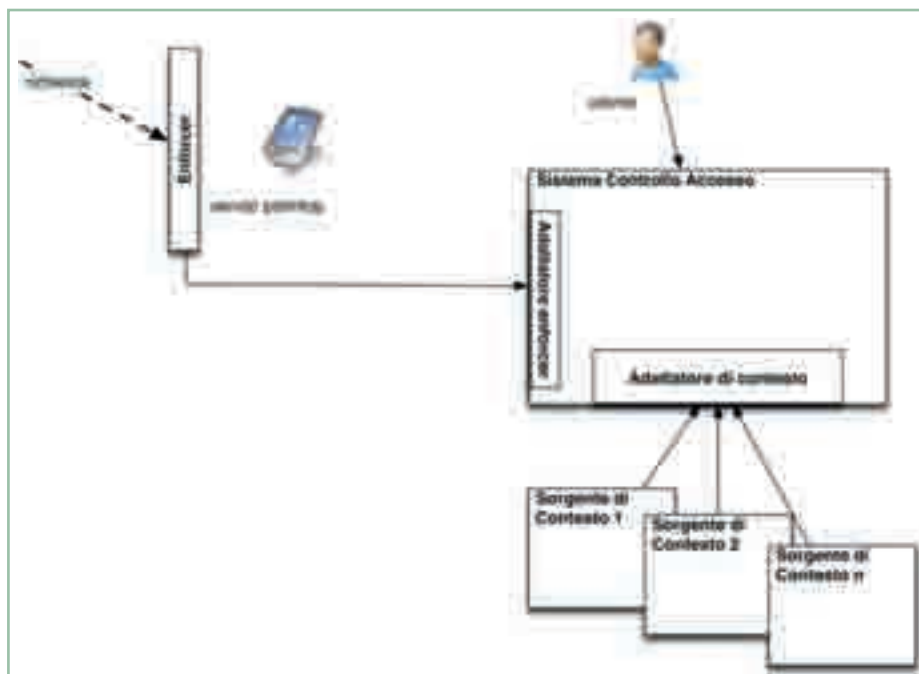 Enforcer
utente
Sistema Controllo Accesso
Adattatore enforcer
Adattatore di contesto
Sorgente di
Contesto 1
Sorgente di
Contesto 2
Sorgente di
Contesto n